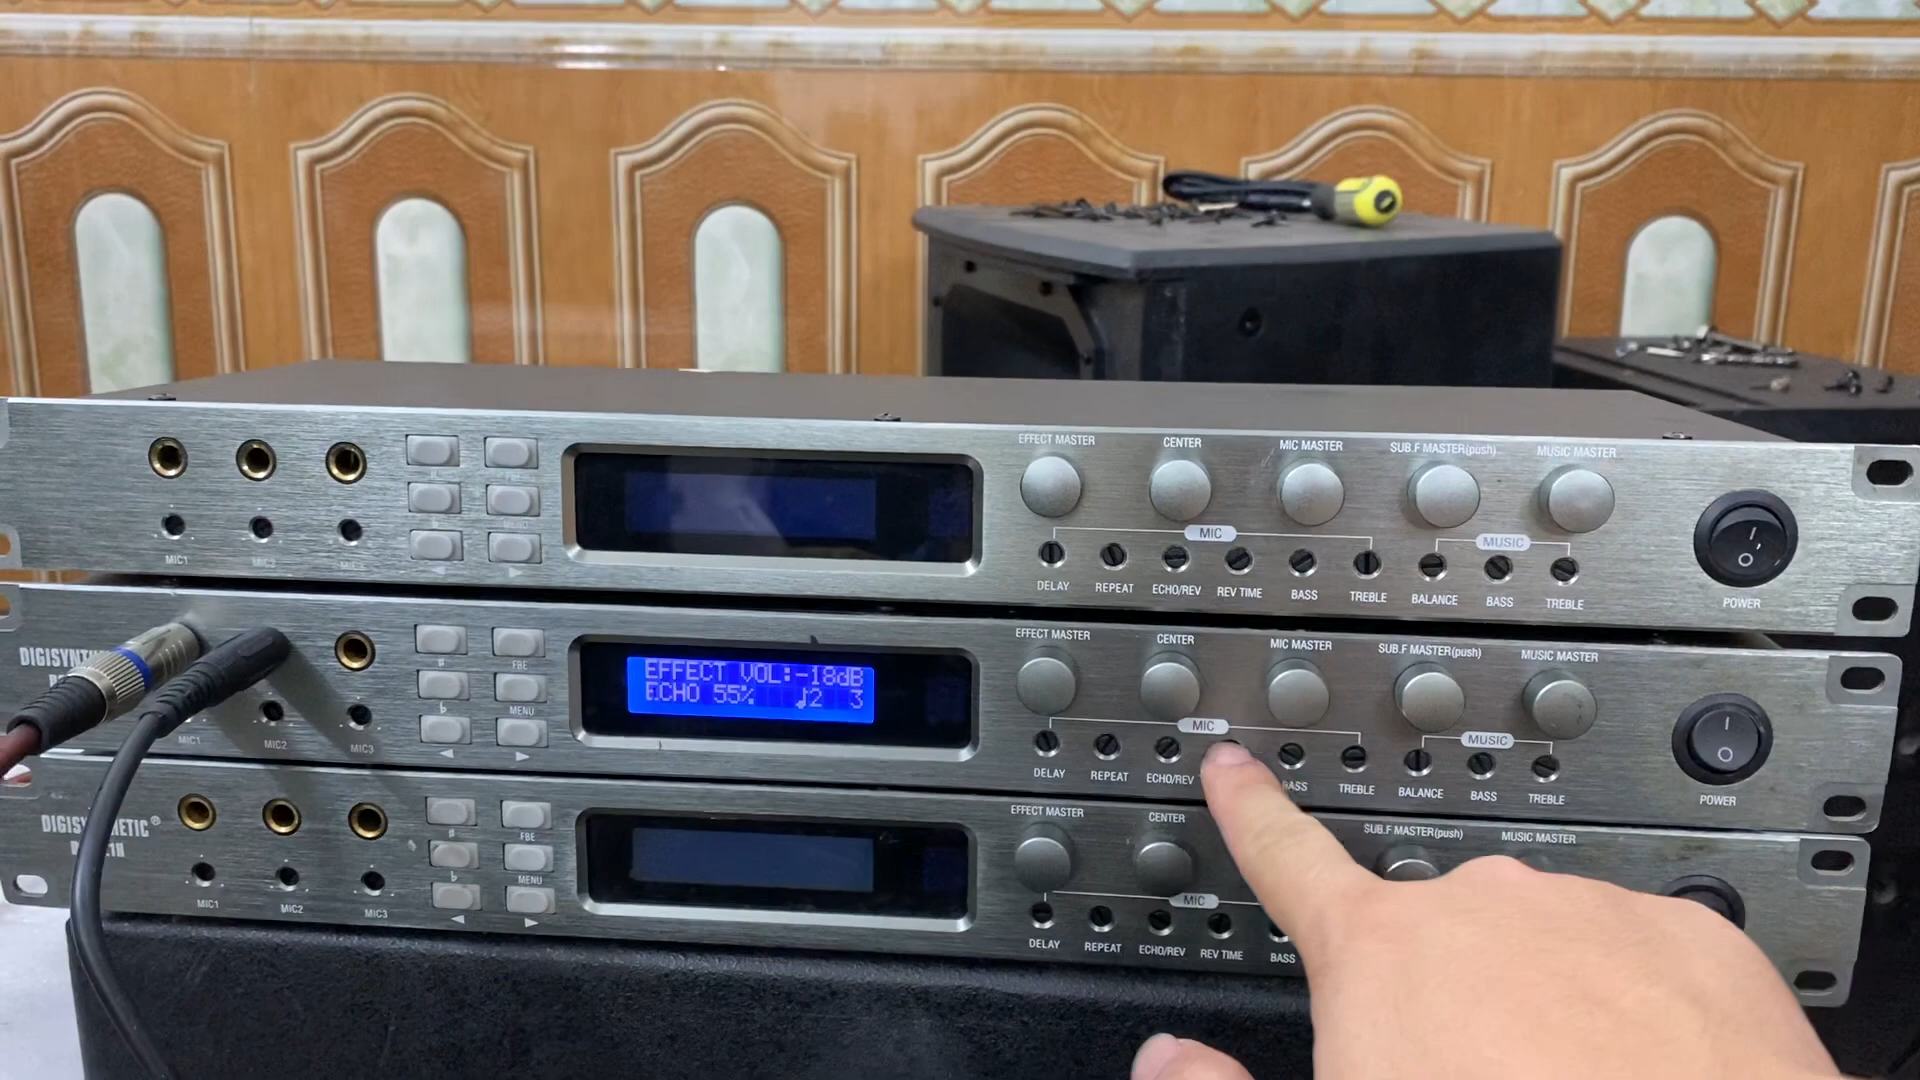 EFFECT MASTER CENTER MIC MASTER SUB.F MASTER(push) MUSIC MASTER
MIC MUSIC
DELAY REPEAT ECHO/REV REV TIME BASS TREBLE BALANCE BASS TREBLE
MIC1
POWER
EFFECT MASTER CENTER MIC MASTER SUB.F MASTER(push) MUSIC MASTER
FBE
EFFECT VOL:-18dB
ECHO 55% ♪2 3
MENU
MIC MUSIC
MIC1 MIC2 MIC3
DELAY REPEAT ECHO/REV BASS TREBLE BALANCE BASS TREBLE
POWER
DIGISYNTHETIC®
EFFECT MASTER CENTER SUB.F MASTER(push) MUSIC MASTER
FBE
MENU
MIC
MIC1 MIC2 MIC3
DELAY REPEAT ECHO/REV REV TIME BASS